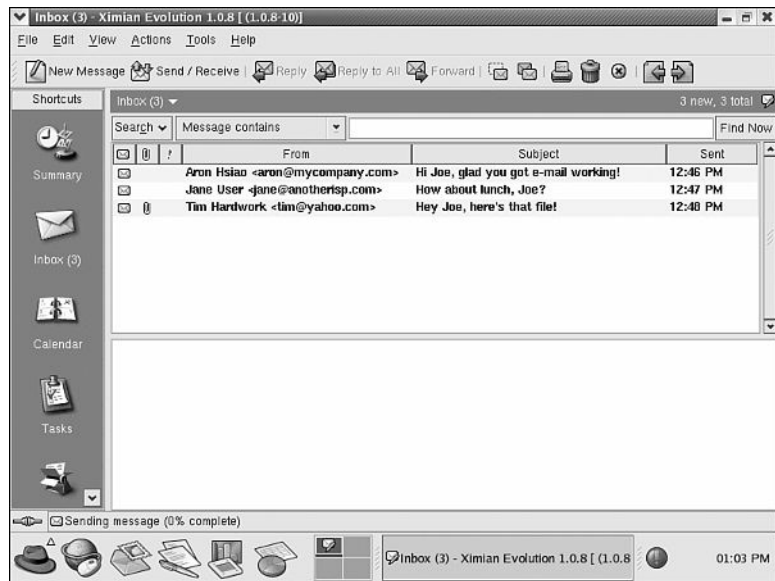 Inbox (3) - Ximian Evolution 1.0.8 [ (1.0.8-10)]
File Edit View Actions Tools Help
New Message Send / Receive Reply Reply to All Forward
Shortcuts
Inbox (3)
3 new, 3 total
Search Message contains Find Now
! From Subject Sent
Aron Hsiao <aron@mycompany.com> Hi Joe, glad you got e-mail working! 12:46 PM
Jane User <jane@anotherisp.com> How about lunch, Joe? 12:47 PM
Tim Hardwork <tim@yahoo.com> Hey Joe, here's that file! 12:48 PM
Summary
Inbox (3)
Calendar
Tasks
Sending message (0% complete)
Inbox (3) - Ximian Evolution 1.0.8 [ (1.0.8
01:03 PM